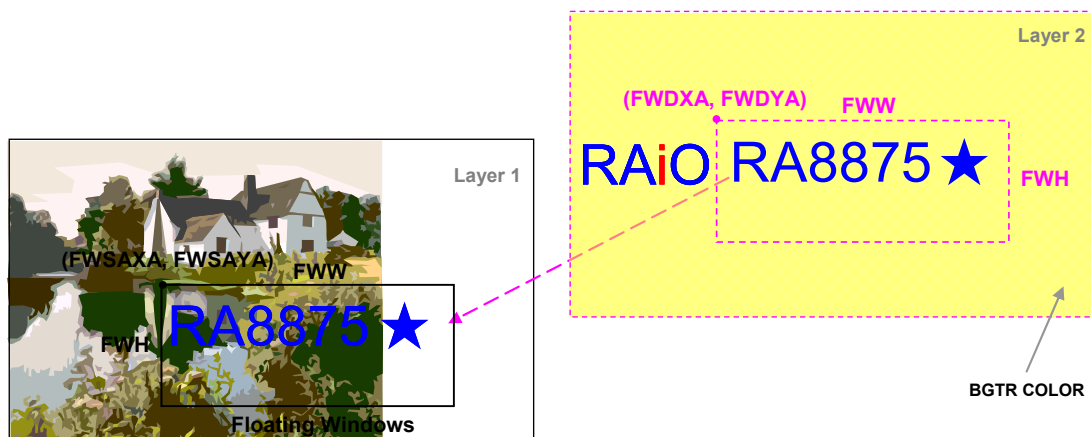 Layer 2
(FWDXA, FWDYA)
FWW
RAiO
RA8875★
FWH
Layer 1
(FWSAXA, FWSAYA)
FWW
RA8875★
FWH
Floating Windows
BGTR COLOR